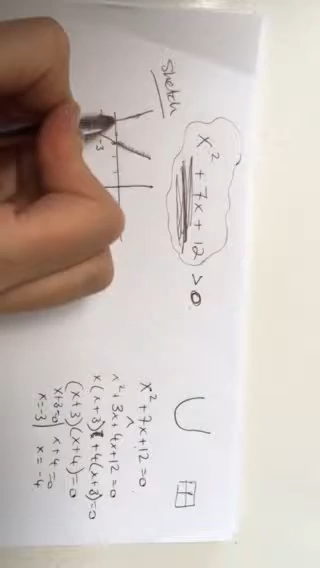 x² + 7x + 12 > 0
Sketch
-3
x² + 7x + 12 = 0
x² + 3x + 4x + 12 = 0
x(x+3) + 4(x+3) = 0
(x+3)(x+4) = 0
x+3=0 x+4=0
x=-3 x=-4